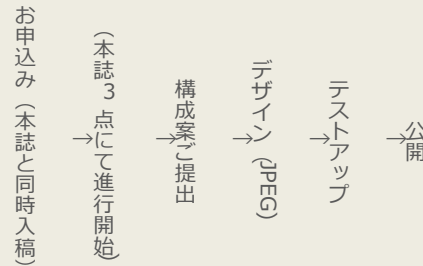 お申込み（本誌と同時入稿）
→
（本誌3点にて進行開始）
→
構成案ご提出
→
デザイン（JPEG）
→
テストアップ
→
公開